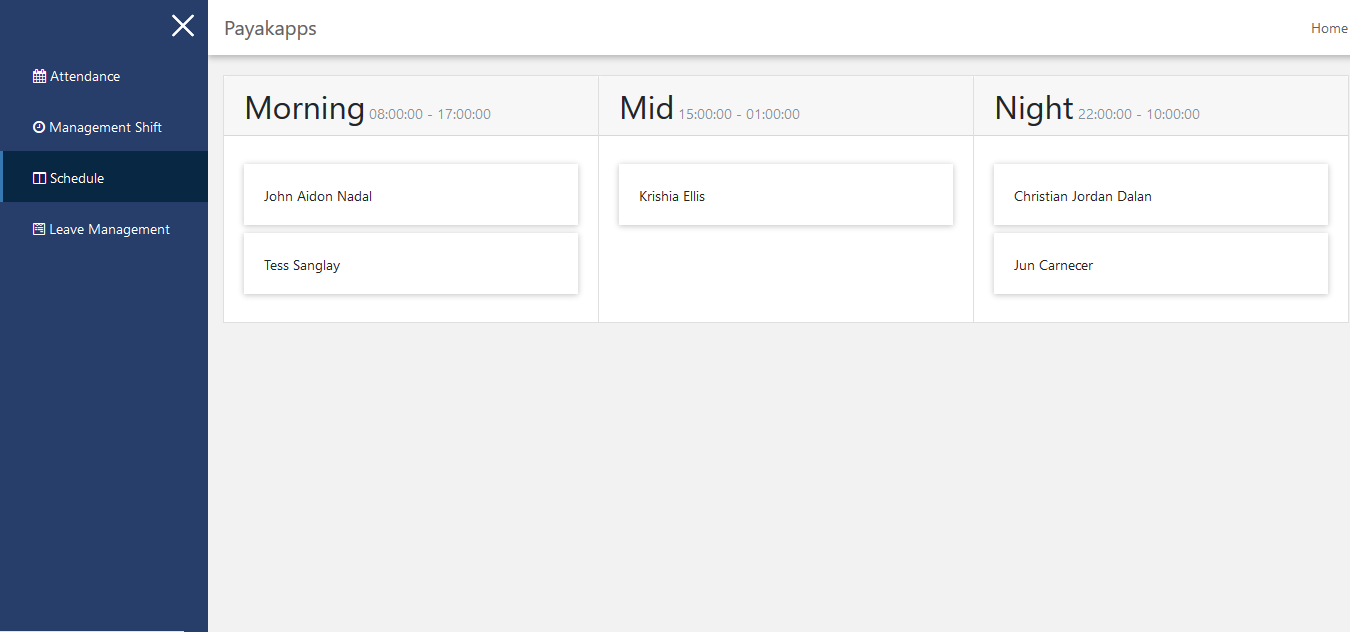 Payakapps
Home
Attendance
Management Shift
Schedule
Leave Management
Morning 08:00:00 - 17:00:00
John Aidon Nadal
Tess Sanglay
Mid 15:00:00 - 01:00:00
Krishia Ellis
Night 22:00:00 - 10:00:00
Christian Jordan Dalan
Jun Carnecer